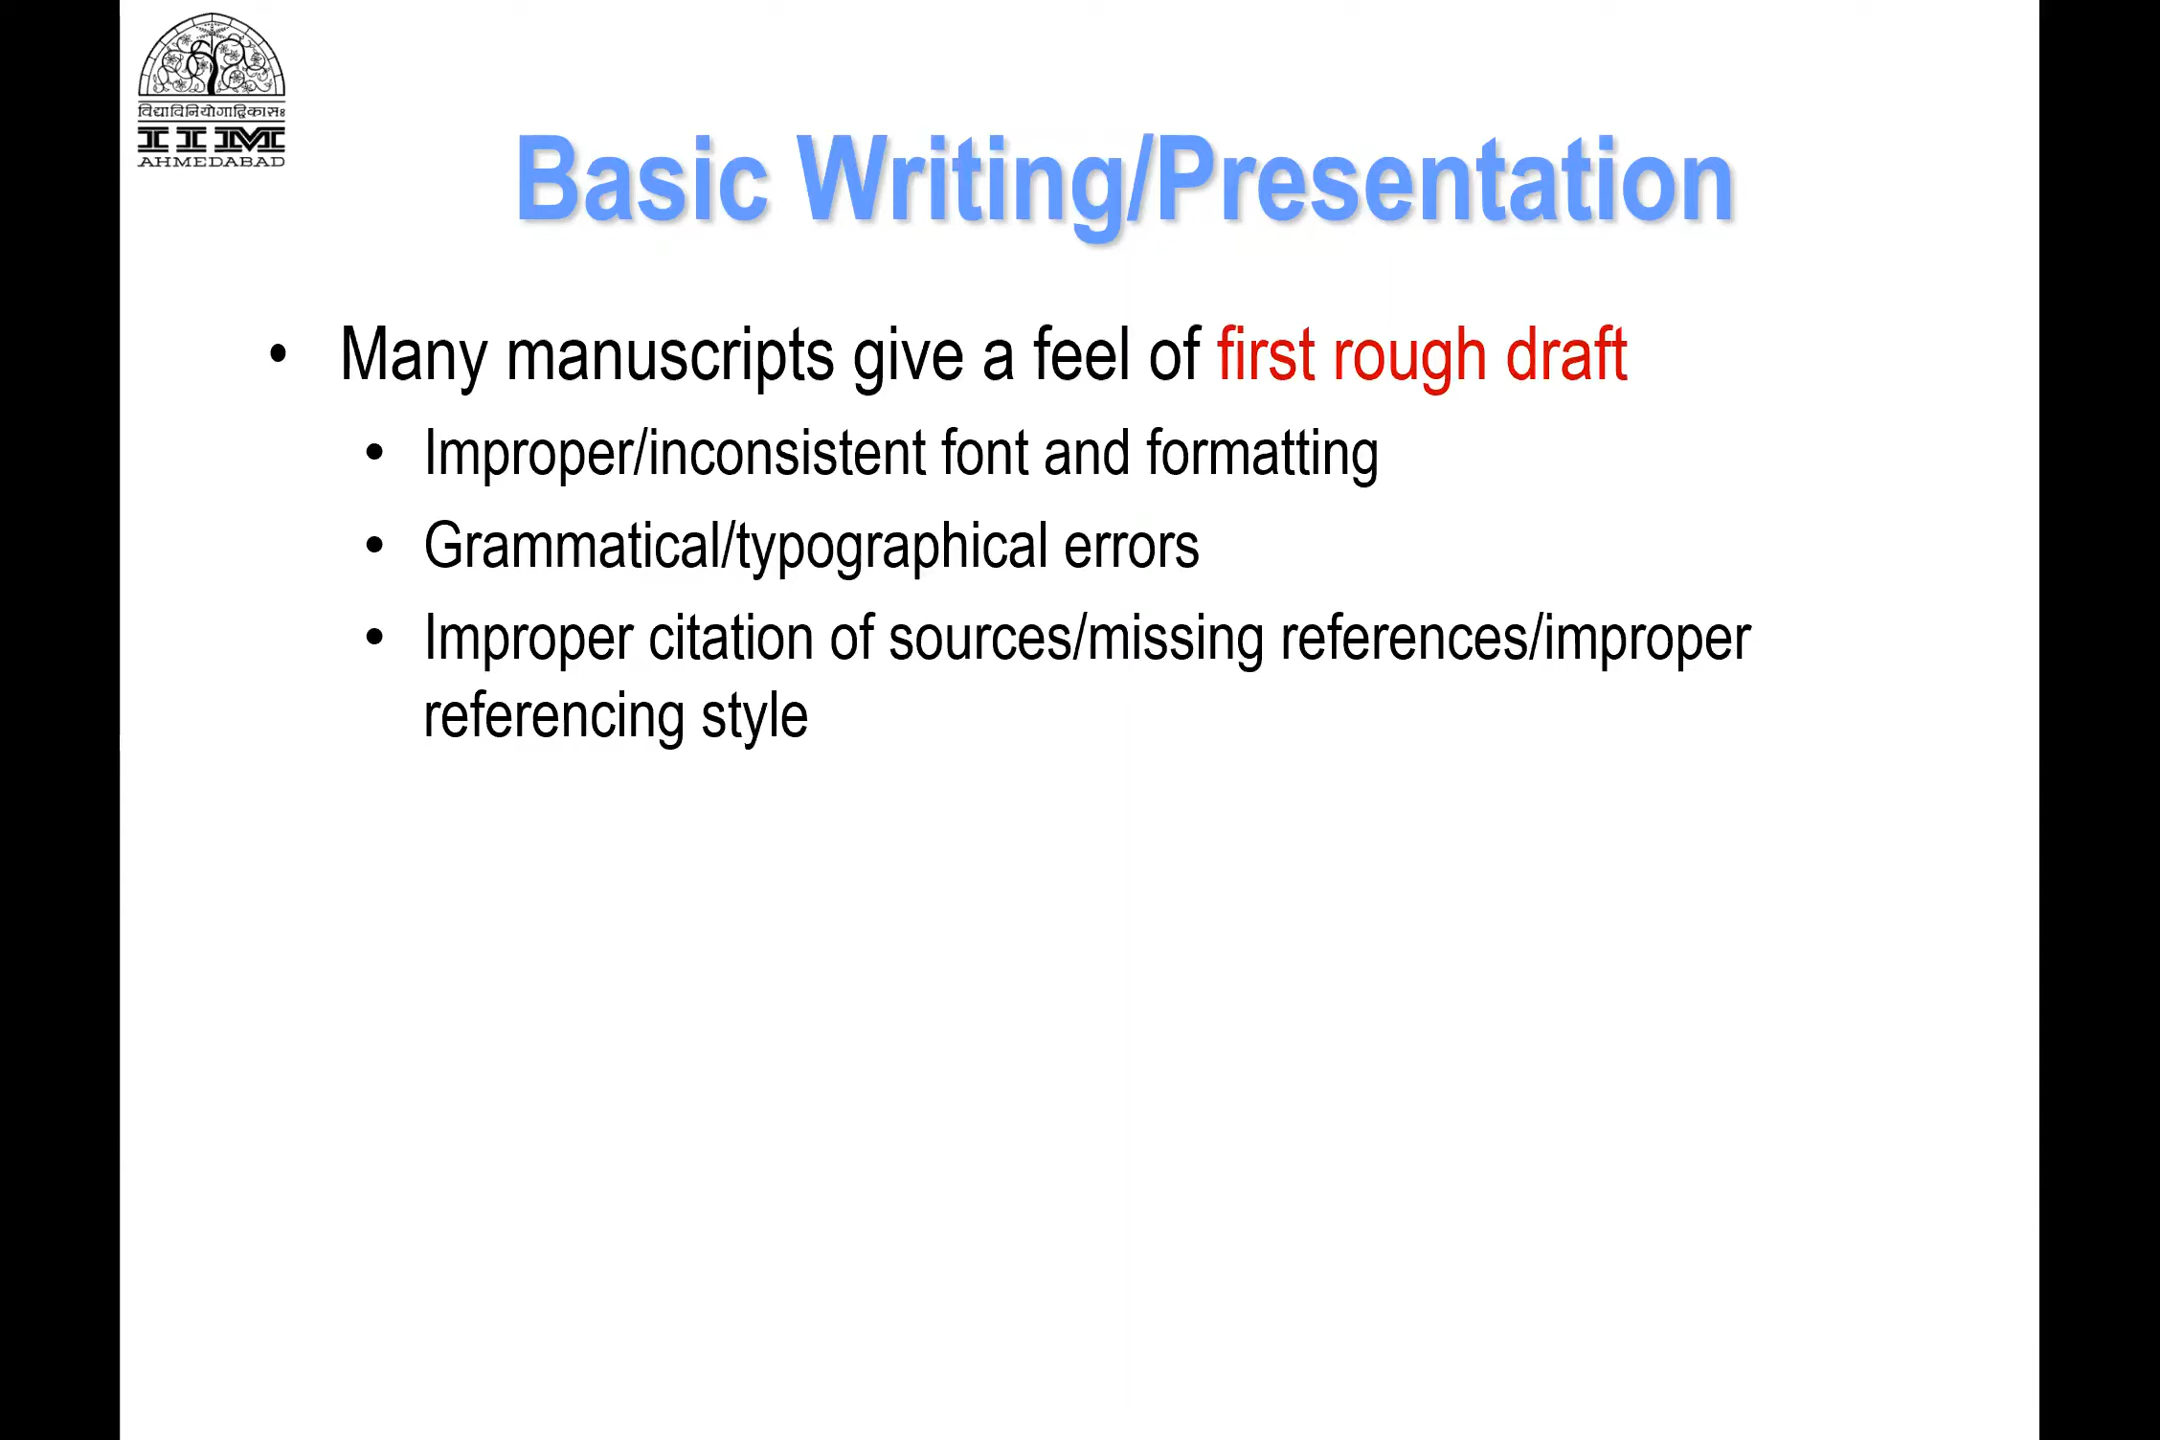 विद्याविनियोगाद्विकासः
IIM
AHMEDABAD
Basic Writing/Presentation
• Many manuscripts give a feel of first rough draft
• Improper/inconsistent font and formatting
• Grammatical/typographical errors
• Improper citation of sources/missing references/improper
referencing style